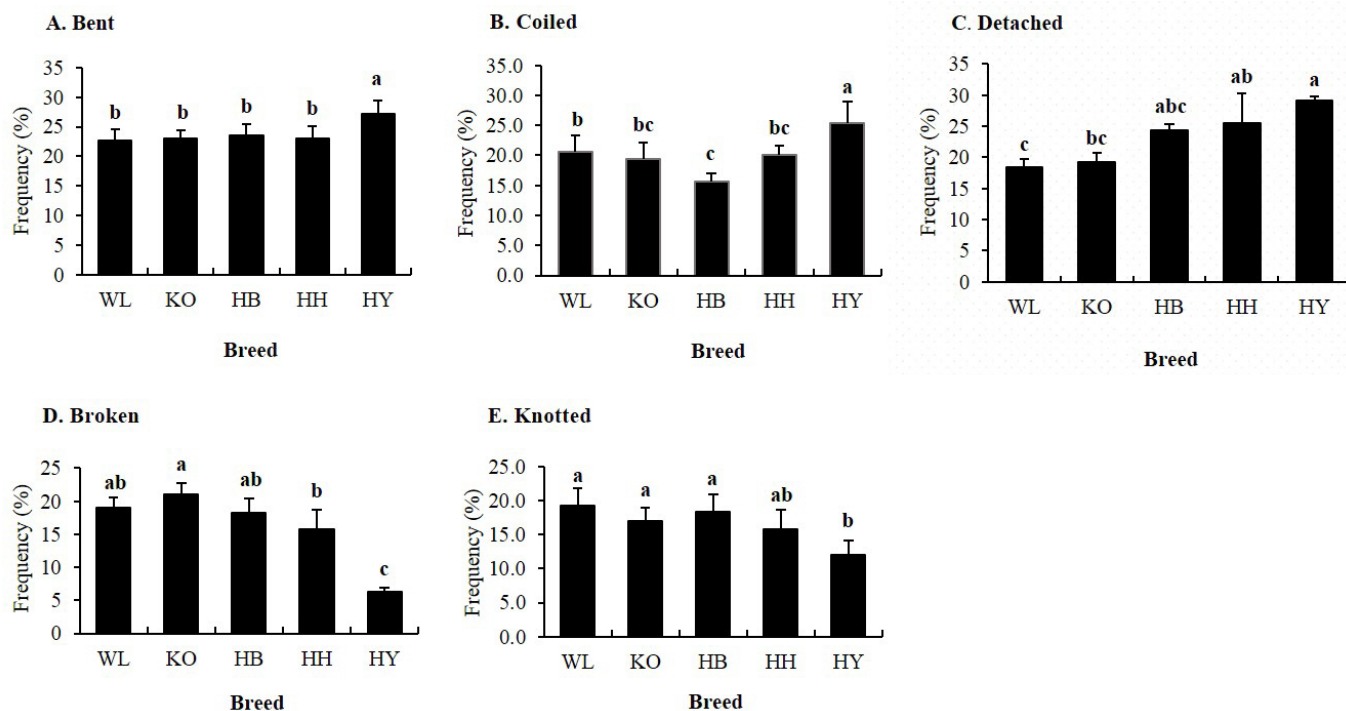 A. Bent
Frequency (%)
35
30
25
20
15
10
5
0
b b b b a
WL KO HB HH HY
Breed
B. Coiled
Frequency (%)
35.0
30.0
25.0
20.0
15.0
10.0
5.0
0.0
b bc c bc a
WL KO HB HH HY
Breed
C. Detached
Frequency (%)
35
30
25
20
15
10
5
0
c bc abc ab a
WL KO HB HH HY
Breed
D. Broken
Frequency (%)
25
20
15
10
5
0
ab a ab b c
WL KO HB HH HY
Breed
E. Knotted
Frequency (%)
25.0
20.0
15.0
10.0
5.0
0.0
a a a ab b
WL KO HB HH HY
Breed